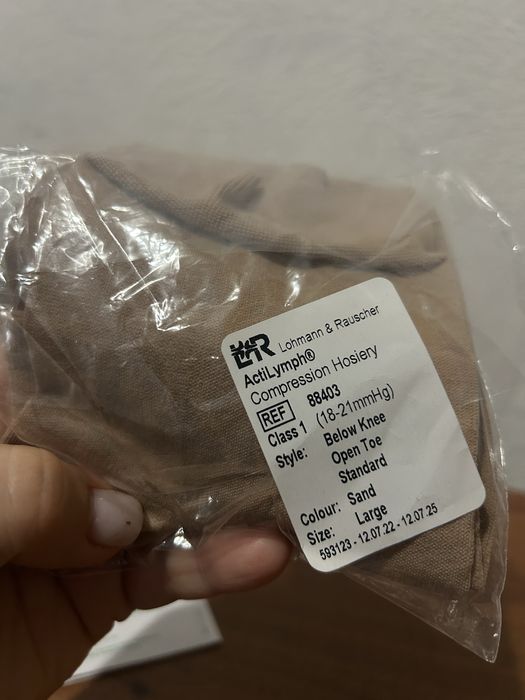 L&R Lohmann & Rauscher
ActiLymph®
Compression Hosiery
REF 88403
Class 1 (18-21mmHg)
Style: Below Knee
Open Toe
Standard
Colour: Sand
Size: Large
593123 - 12.07.22 - 12.07.25